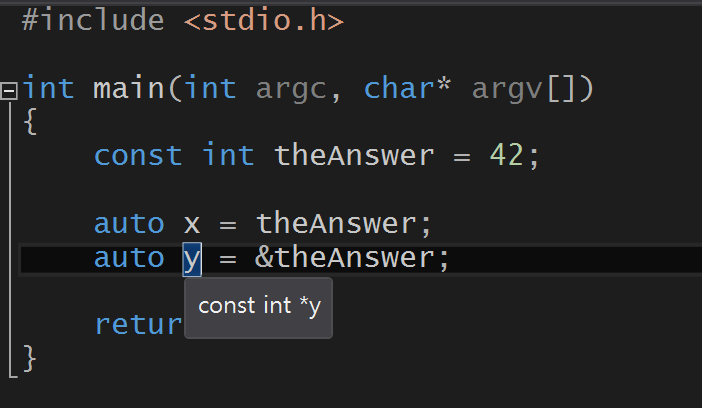 #include <stdio.h>
int main(int argc, char* argv[])
{
const int theAnswer = 42;
auto x = theAnswer;
auto y = &theAnswer;
const int *y
retur
}